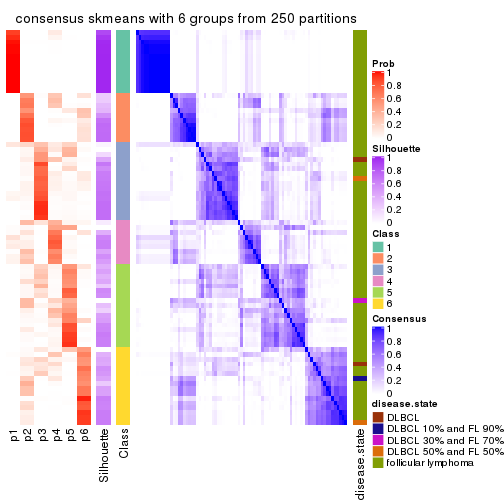 consensus skmeans with 6 groups from 250 partitions
Prob
1
0.8
0.6
0.4
0.2
0
Silhouette
1
0.8
0.6
0.4
0.2
0
Class
1
2
3
4
5
6
Consensus
1
0.8
0.6
0.4
0.2
0
disease.state
DLBCL
DLBCL 10% and FL 90%
DLBCL 30% and FL 70%
DLBCL 50% and FL 50%
follicular lymphoma
p1
p2
p3
p4
p5
p6
Silhouette
Class
disease.state